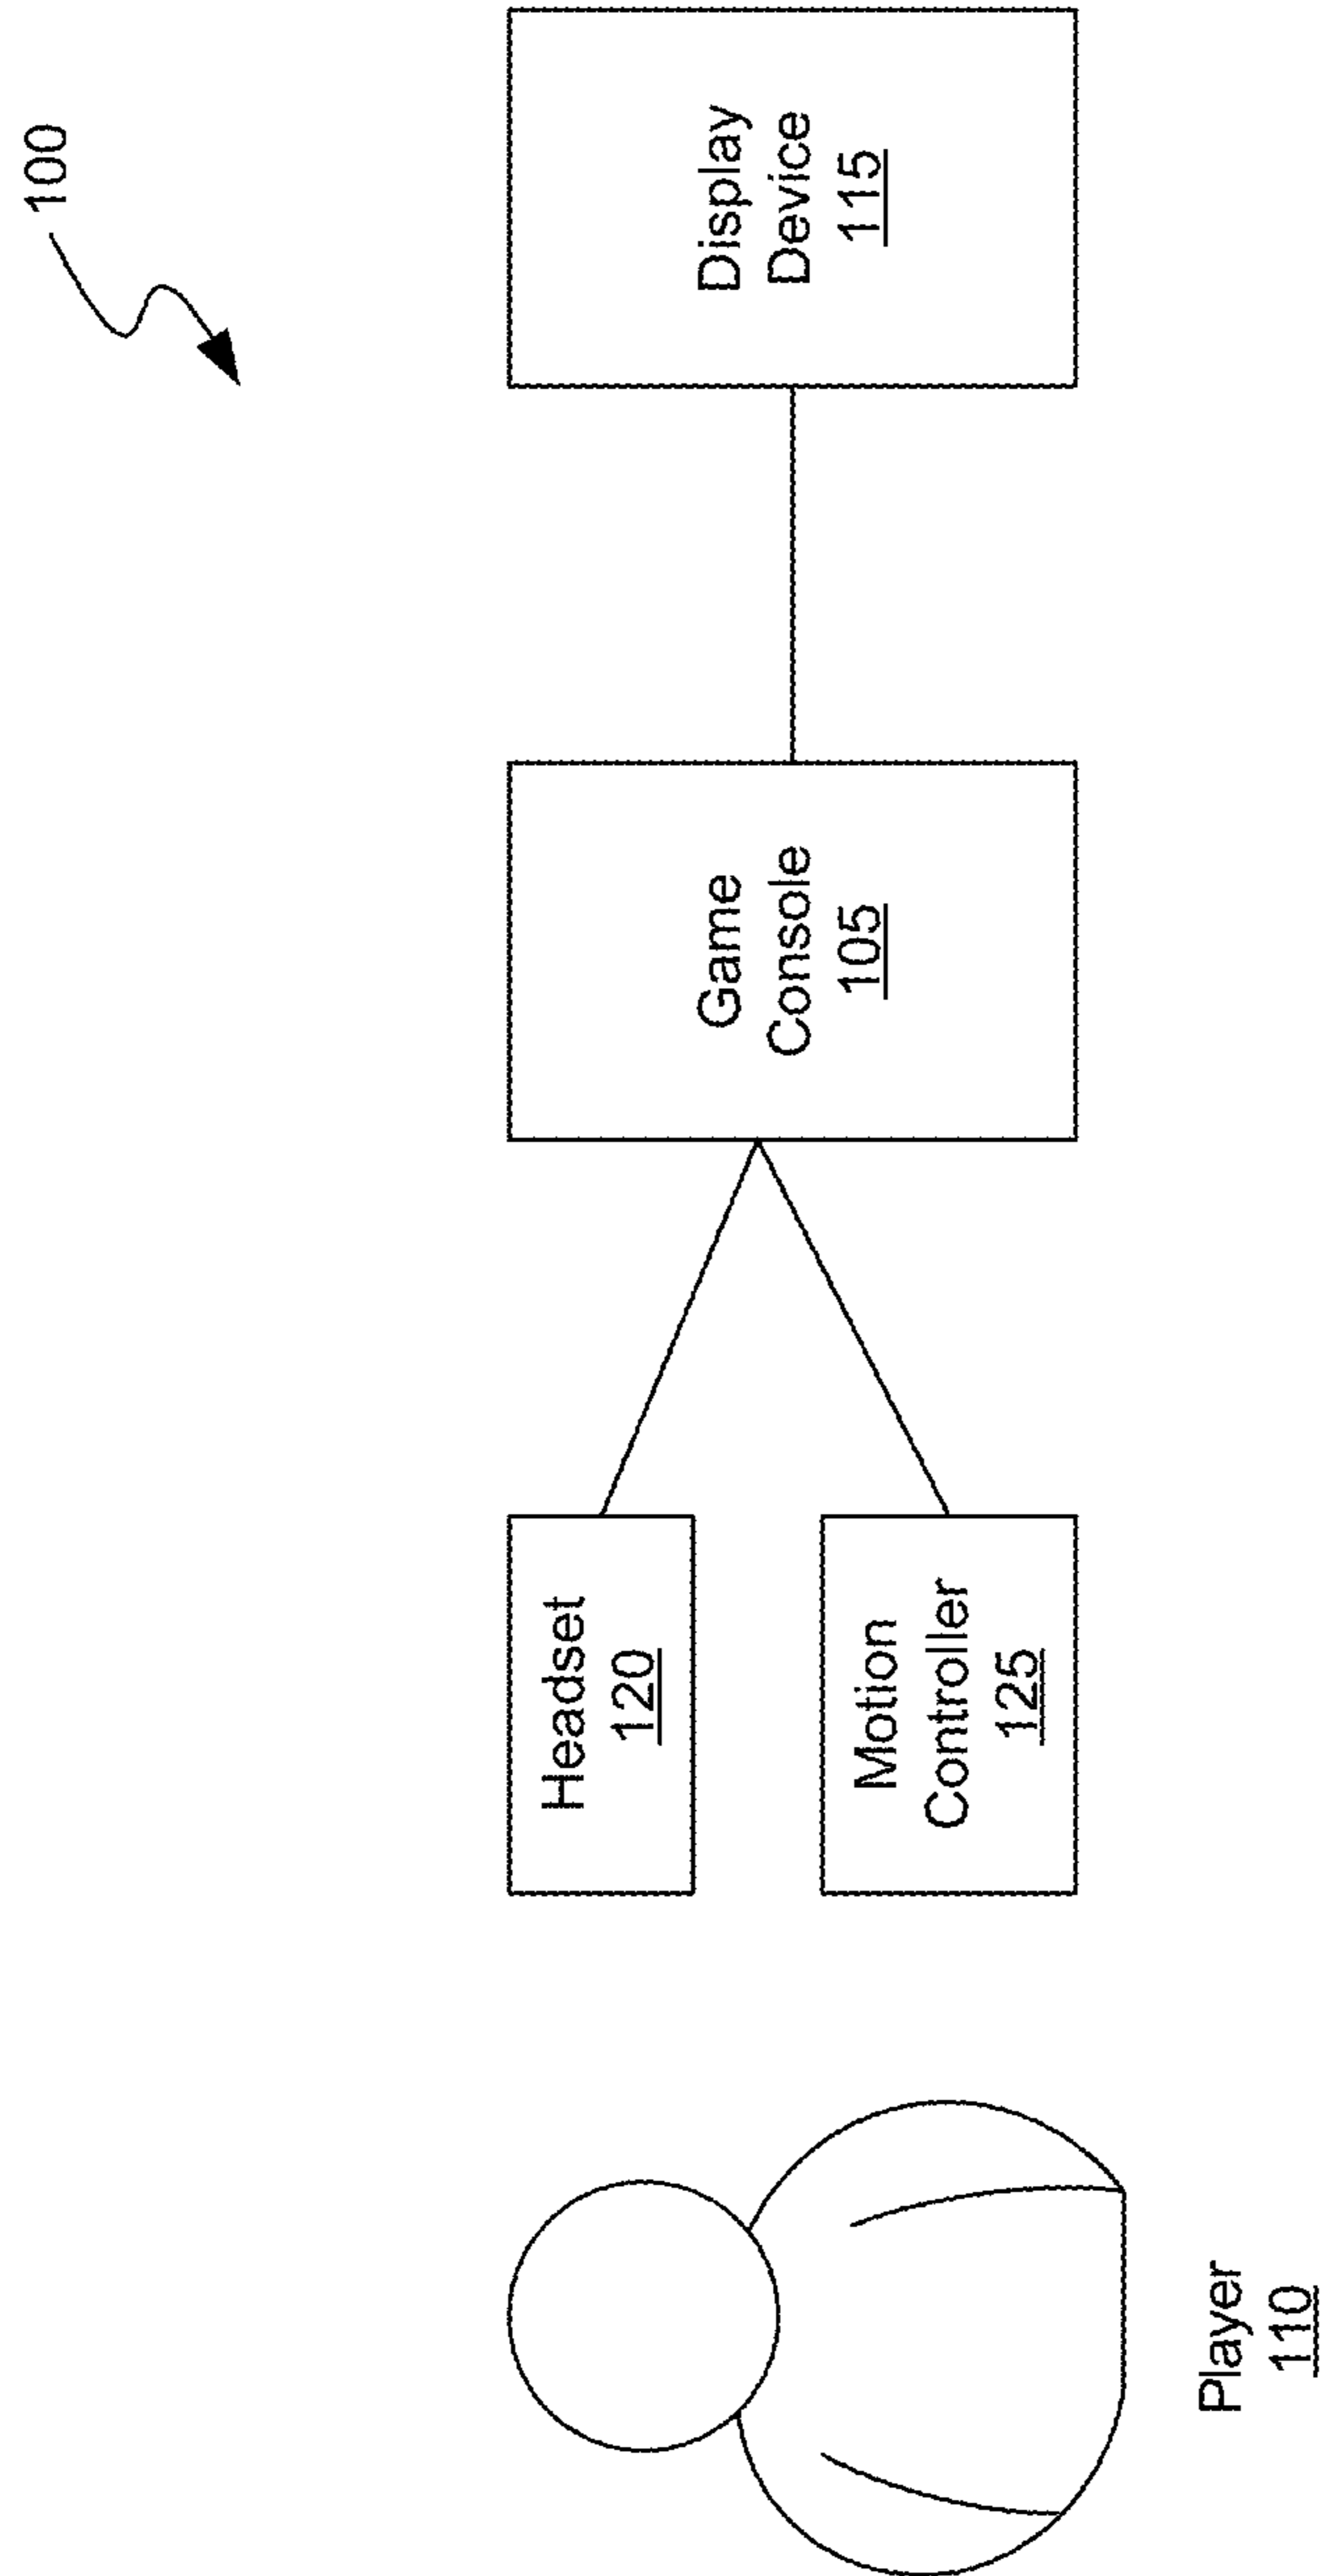 100
Player
110
Headset
120
Motion
Controller
125
Game
Console
105
Display
Device
115